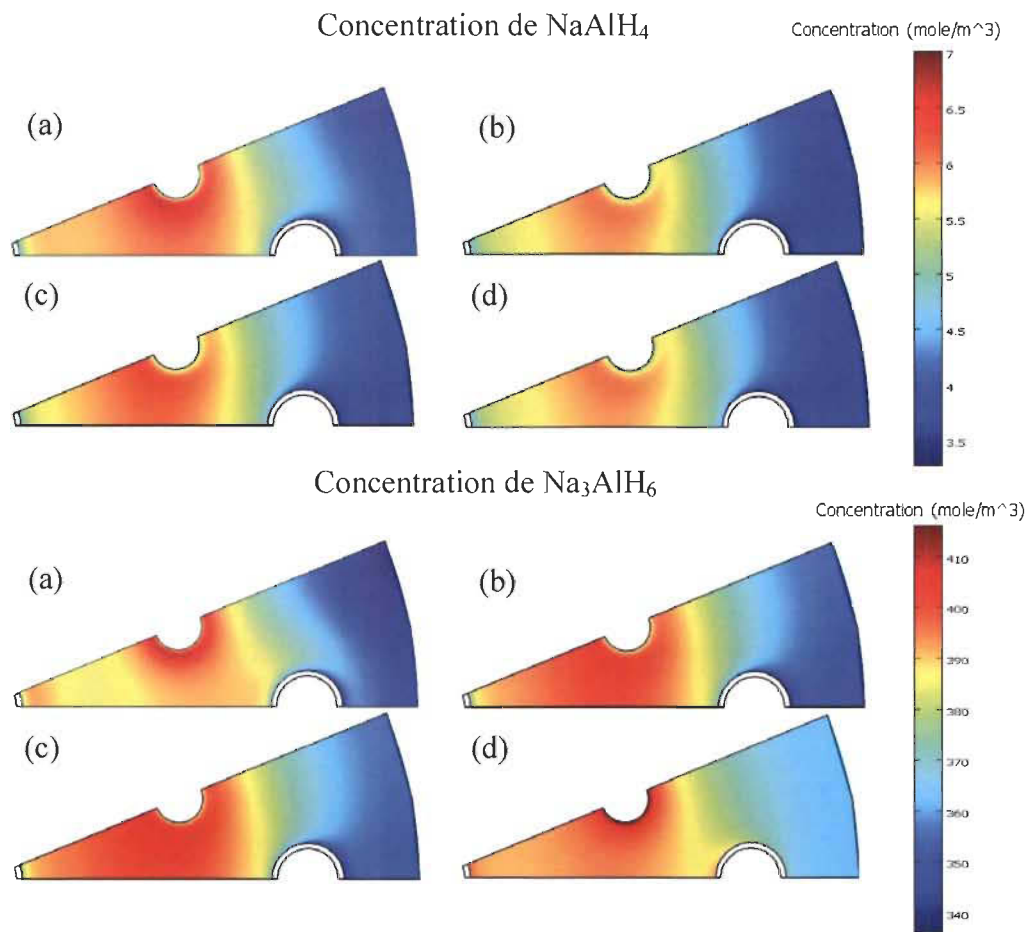 Concentration de NaAlH₄
Concentration (mole/m^3)
(a)
(b)
(c)
(d)
7
6.5
6
5.5
5
4.5
4
3.5
Concentration de Na₃AlH₆
Concentration (mole/m^3)
(a)
(b)
(c)
(d)
410
400
390
380
370
360
350
340